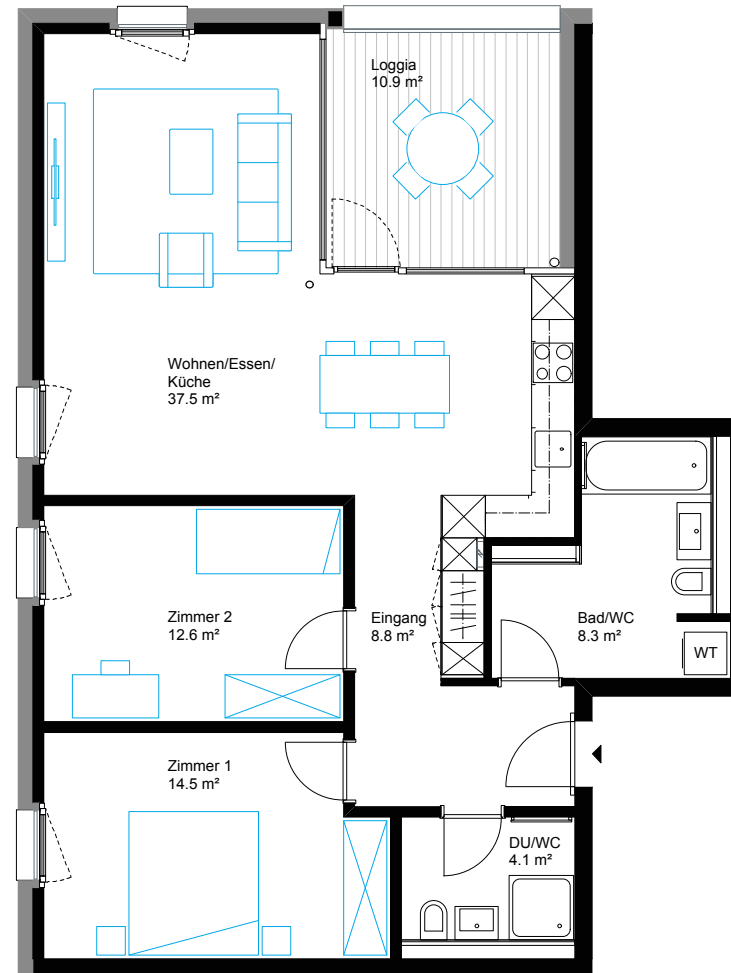 Loggia
10.9 m²
Wohnen/Essen/
Küche
37.5 m²
Zimmer 2
12.6 m²
Eingang
8.8 m²
Bad/WC
8.3 m²
WT
Zimmer 1
14.5 m²
DU/WC
4.1 m²